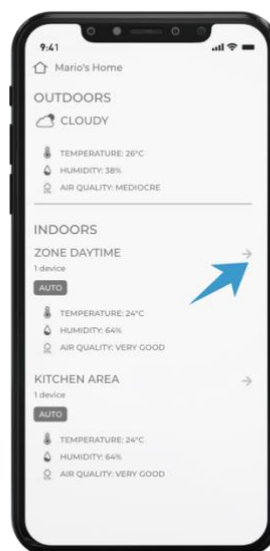 9:41
Mario's Home
OUTDOORS
CLOUDY
TEMPERATURE: 26°C
HUMIDITY: 38%
AIR QUALITY: MEDIOCRE
INDOORS
ZONE DAYTIME
1 device
AUTO
TEMPERATURE: 24°C
HUMIDITY: 64%
AIR QUALITY: VERY GOOD
KITCHEN AREA
1 device
AUTO
TEMPERATURE: 24°C
HUMIDITY: 64%
AIR QUALITY: VERY GOOD